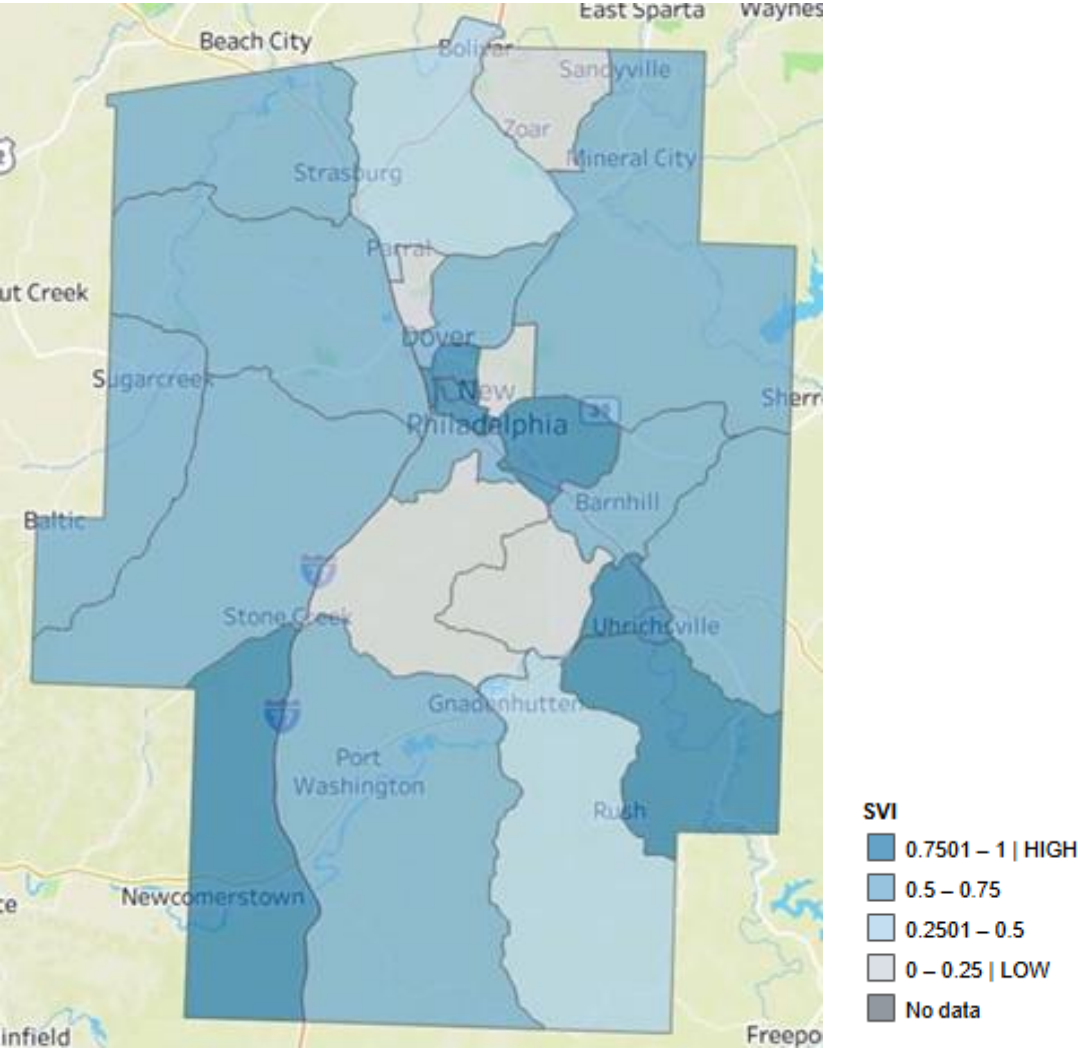 East Sparta
Waynes
Beach City
Bolivar
Sandyville
Zoar
Mineral City
Strasburg
Parral
ut Creek
Dover
Sugarcreek
New
Philadelphia
Sherr
Barnhill
Baltic
Stone Creek
Uhrichsville
Gnadenhutten
Port
Washington
Rush
Newcomerstown
infield
Freepo
SVI
0.7501 – 1 | HIGH
0.5 – 0.75
0.2501 – 0.5
0 – 0.25 | LOW
No data